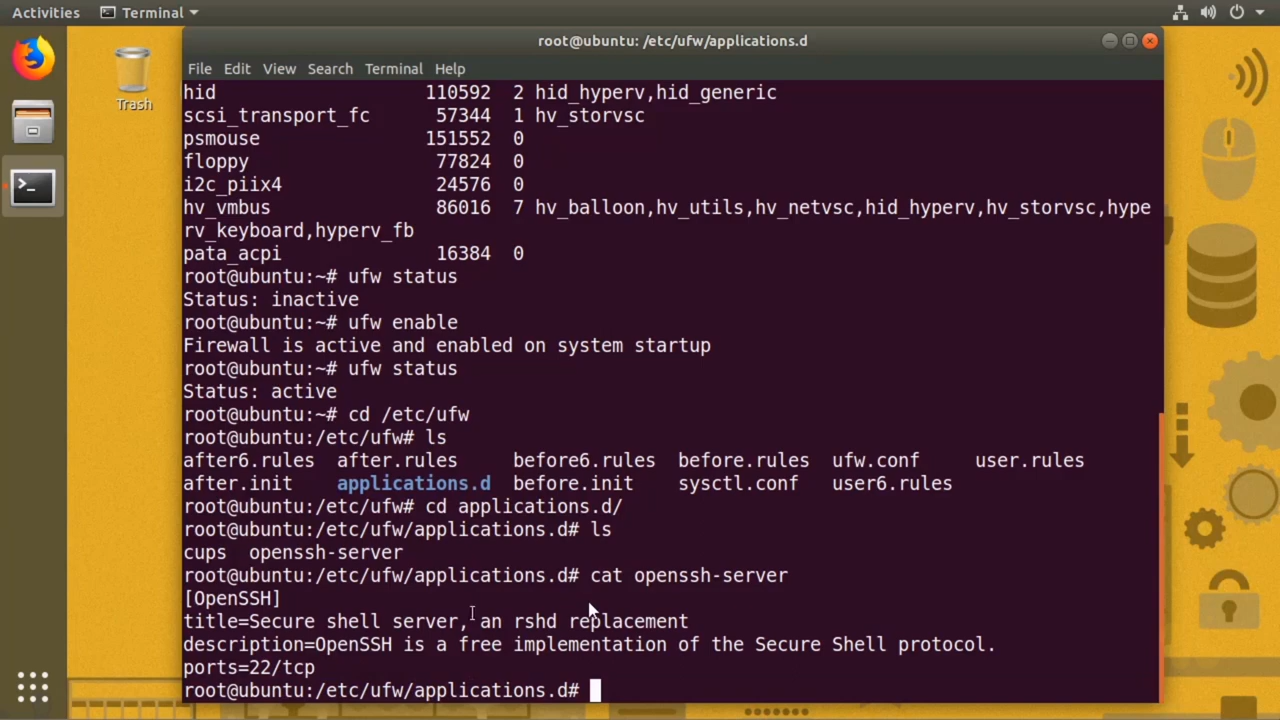 Activities Terminal
root@ubuntu: /etc/ufw/applications.d
File Edit View Search Terminal Help
Trash
hid 110592 2 hid_hyperv,hid_generic
scsi_transport_fc 57344 1 hv_storvsc
psmouse 151552 0
floppy 77824 0
i2c_piix4 24576 0
hv_vmbus 86016 7 hv_balloon,hv_utils,hv_netvsc,hid_hyperv,hv_storvsc,hype
rv_keyboard,hyperv_fb
pata_acpi 16384 0
root@ubuntu:~# ufw status
Status: inactive
root@ubuntu:~# ufw enable
Firewall is active and enabled on system startup
root@ubuntu:~# ufw status
Status: active
root@ubuntu:~# cd /etc/ufw
root@ubuntu:/etc/ufw# ls
after6.rules after.rules before6.rules before.rules ufw.conf user.rules
after.init applications.d before.init sysctl.conf user6.rules
root@ubuntu:/etc/ufw# cd applications.d/
root@ubuntu:/etc/ufw/applications.d# ls
cups openssh-server
root@ubuntu:/etc/ufw/applications.d# cat openssh-server
[OpenSSH]
title=Secure shell server, an rshd replacement
description=OpenSSH is a free implementation of the Secure Shell protocol.
ports=22/tcp
root@ubuntu:/etc/ufw/applications.d#